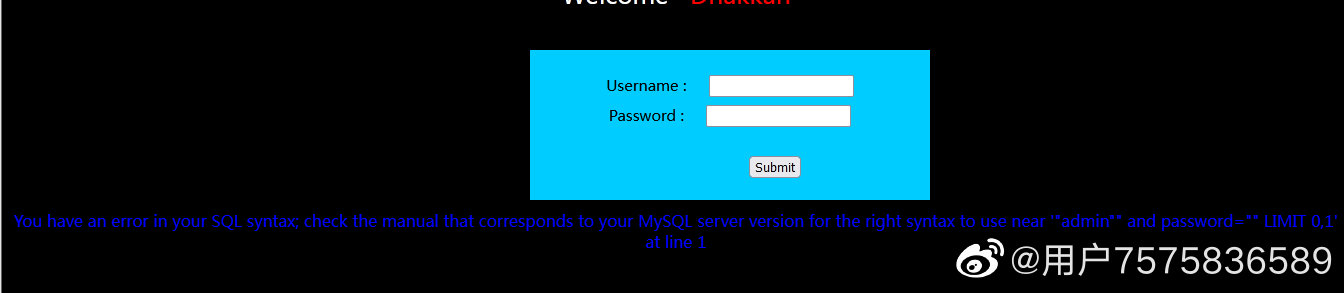 Welcome Dhakkan
Username :
Password :
Submit
You have an error in your SQL syntax; check the manual that corresponds to your MySQL server version for the right syntax to use near '"admin"" and password="" LIMIT 0,1'
at line 1
@用户7575836589